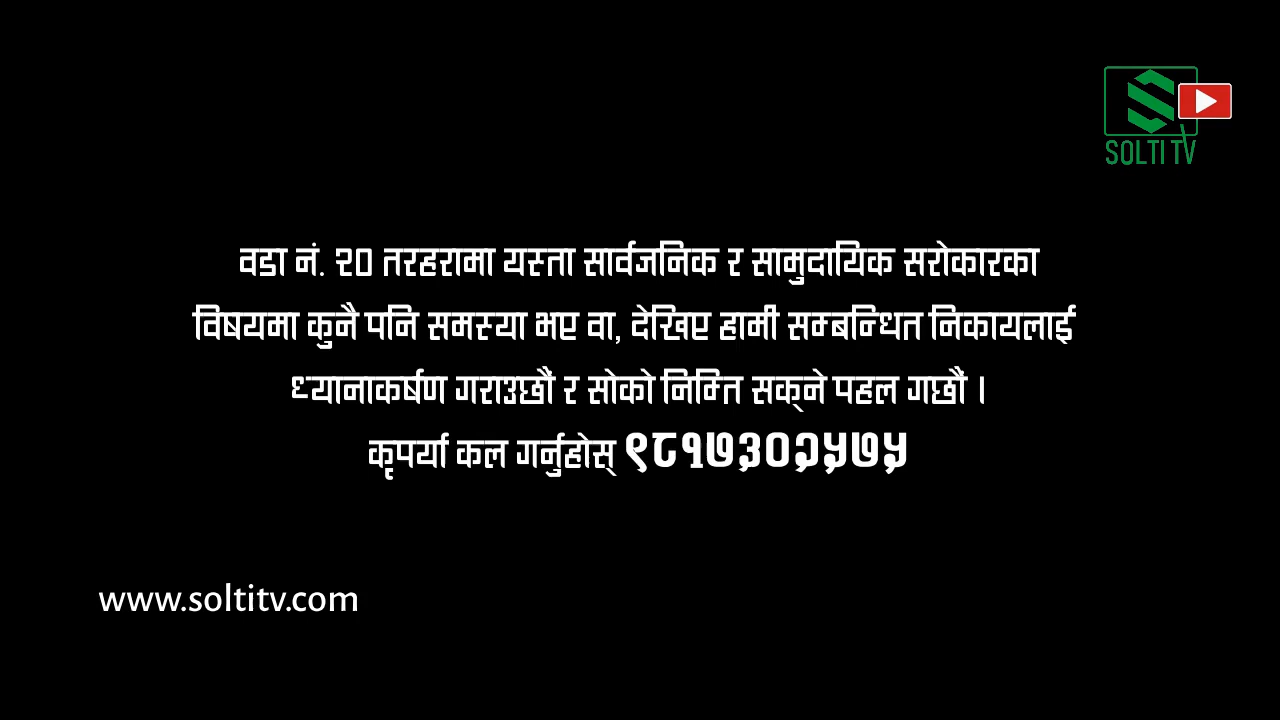 SOLTI TV
वडा नं. २० तरहरामा यस्ता सार्वजनिक र सामुदायिक सरोकारका
विषयमा कुनै पनि समस्या भए वा, देखिए हामी सम्बन्धित निकायलाई
ध्यानाकर्षण गराउछौं र सोको निम्ति सक्ने पहल गछौं ।
कृपर्या कल गर्नुहोस् ९८१७३०२५७५
www.soltitv.com